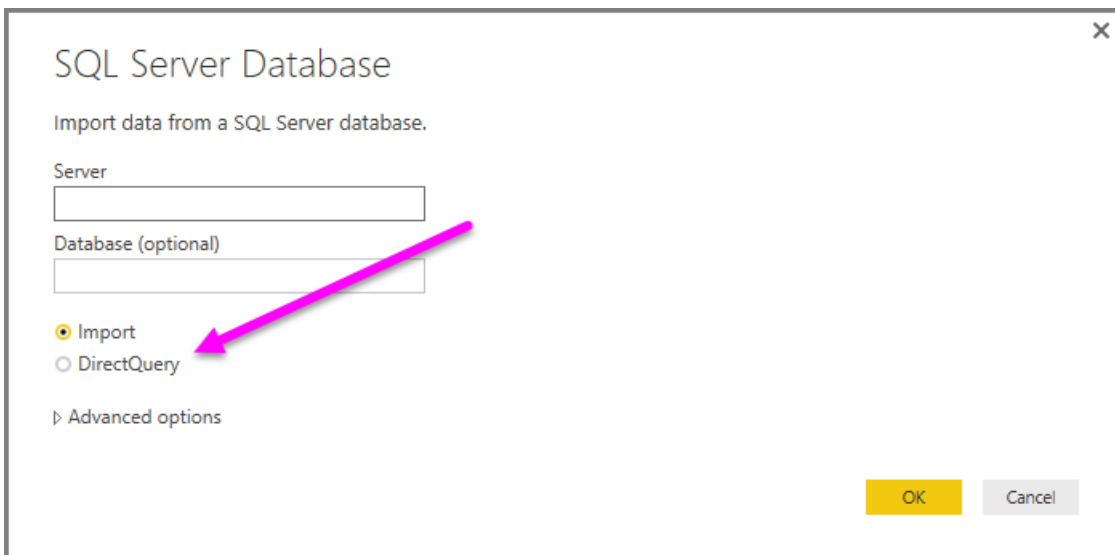 SQL Server Database
Import data from a SQL Server database.
Server
Database (optional)
Import
DirectQuery
Advanced options
OK
Cancel